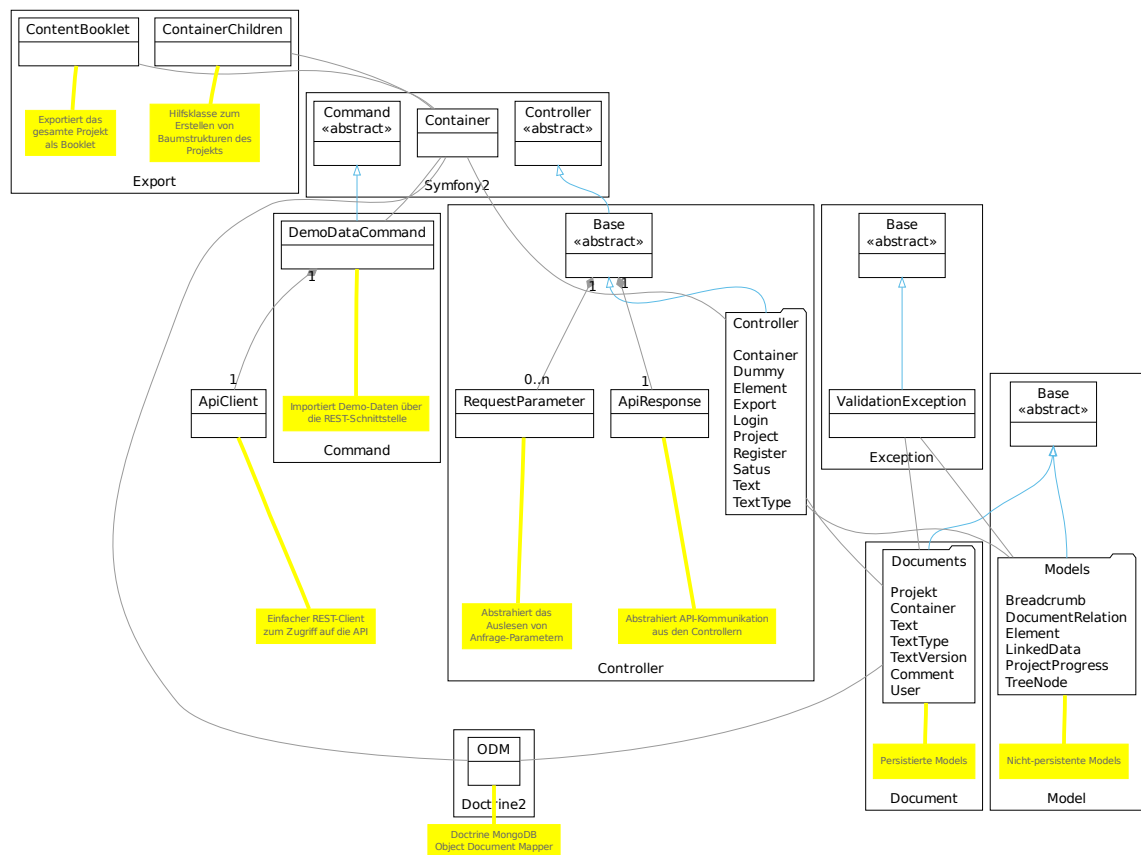 ContentBooklet
ContainerChildren
Exportiert das
gesamte Projekt
als Booklet
Hilfsklasse zum
Erstellen von
Baumstrukturen des
Projekts
Export
Command
«abstract»
Container
Controller
«abstract»
Symfony2
DemoDataCommand
1
1
ApiClient
Importiert Demo-Daten über
die REST-Schnittstelle
Command
Einfacher REST-Client
zum Zugriff auf die API
Base
«abstract»
1
1
0..n
1
RequestParameter
ApiResponse
Controller
Container
Dummy
Element
Export
Login
Project
Register
Satus
Text
TextType
Abstrahiert das
Auslesen von
Anfrage-Parametern
Abstrahiert API-Kommunikation
aus den Controllern
Controller
Base
«abstract»
ValidationException
Exception
Base
«abstract»
Documents
Projekt
Container
Text
TextType
TextVersion
Comment
User
Persistierte Models
Document
Models
Breadcrumb
DocumentRelation
Element
LinkedData
ProjectProgress
TreeNode
Nicht-persistente Models
Model
ODM
Doctrine2
Doctrine MongoDB
Object Document Mapper